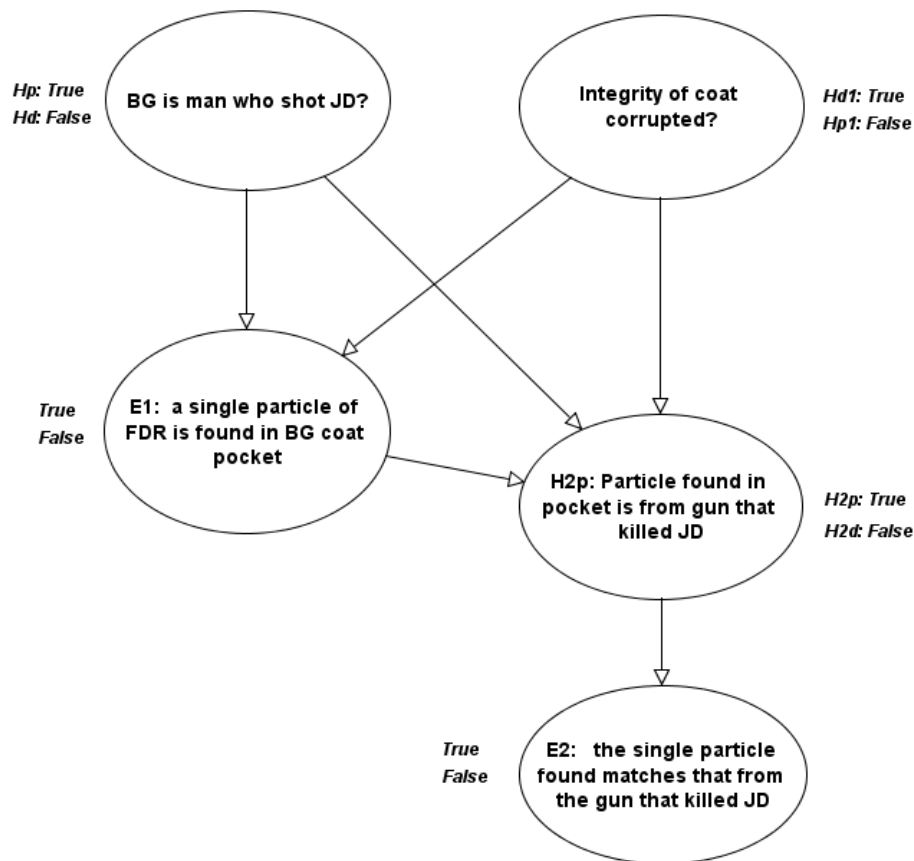 Hp: True
Hd: False
BG is man who shot JD?
Integrity of coat
corrupted?
Hd1: True
Hp1: False
True
False
E1: a single particle of
FDR is found in BG coat
pocket
H2p: Particle found in
pocket is from gun that
killed JD
H2p: True
H2d: False
True
False
E2: the single particle
found matches that from
the gun that killed JD